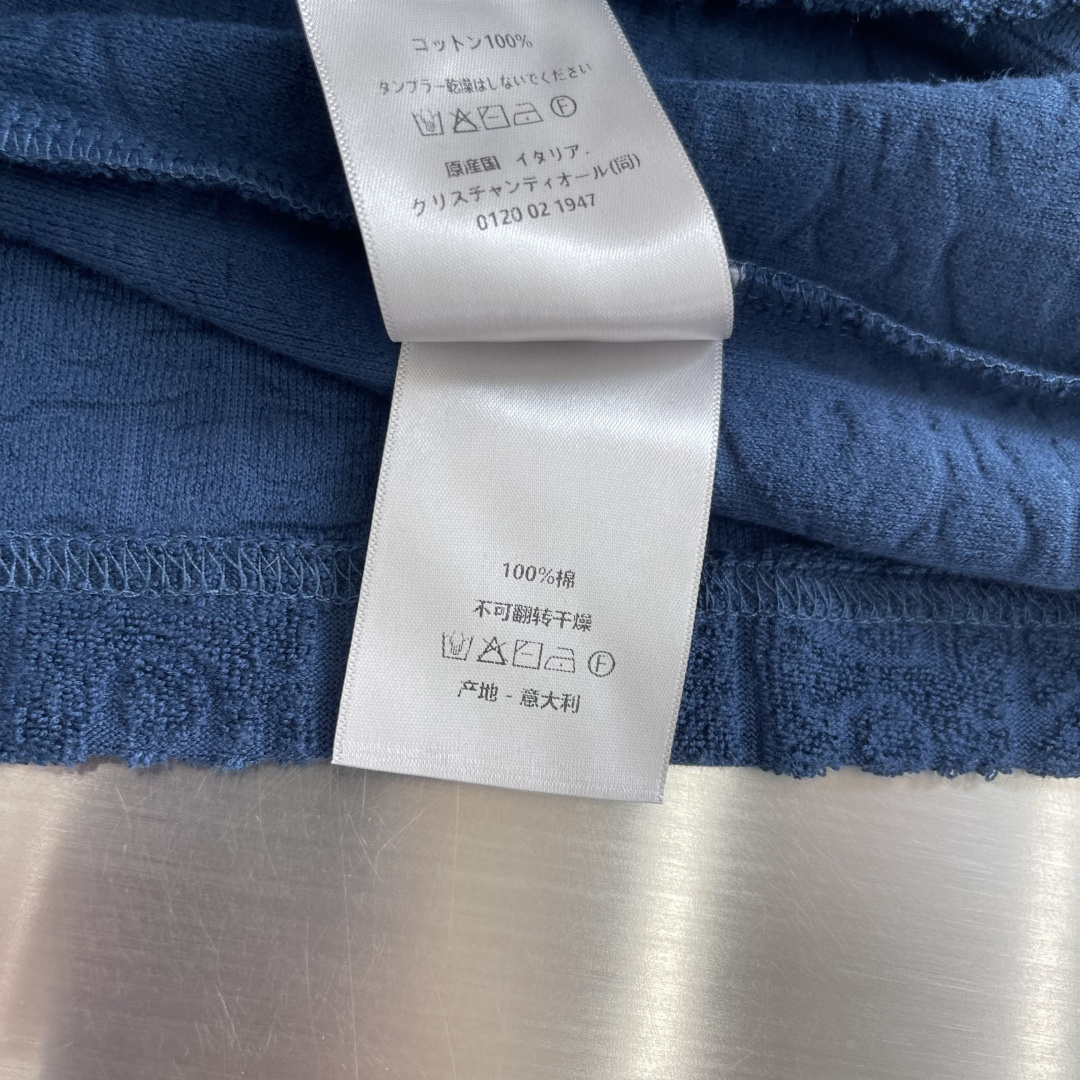 コットン100%
タンブラー乾燥はしないでください
F
原産国 イタリア.
クリスチャンディオール(同)
0120 02 1947
100%棉
不可翻转干燥
F
产地 - 意大利